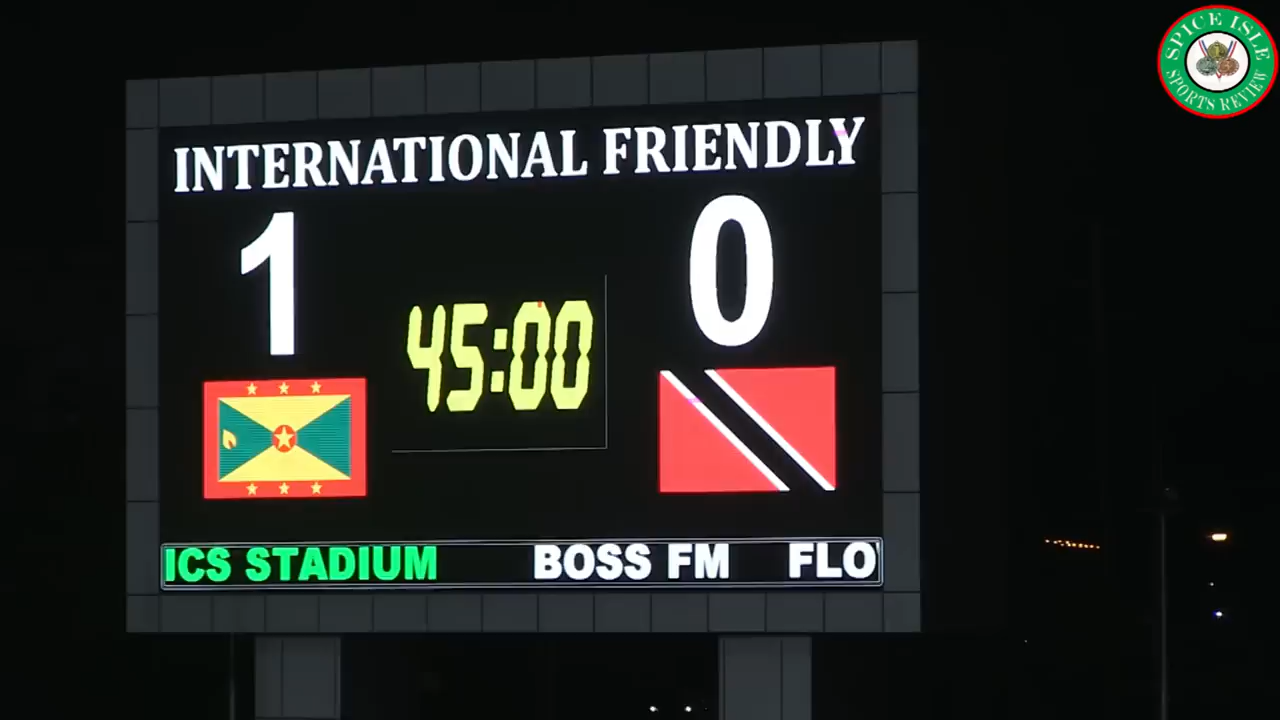 SPICE ISLE
SPORTS REVIEW
INTERNATIONAL FRIENDLY
1 0
45:00
ICS STADIUM BOSS FM FLO